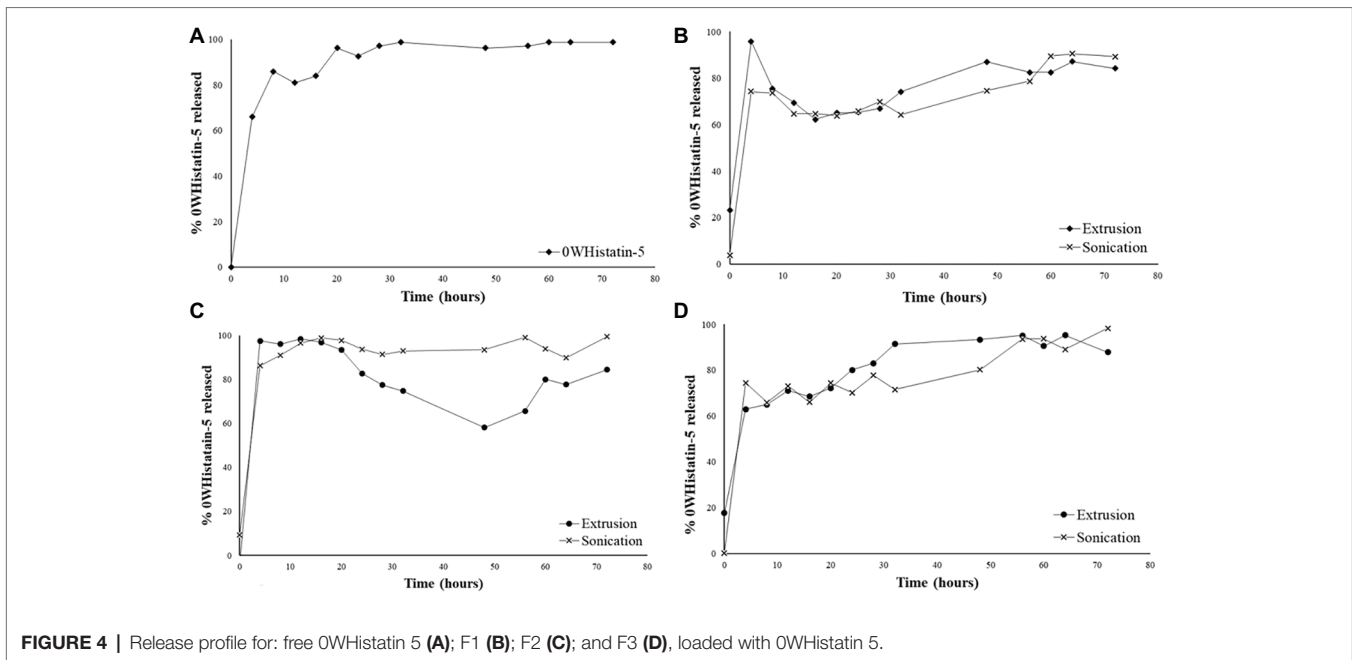 A
% 0WHistatin-5 released
100
80
60
40
20
0
0 10 20 30 40 50 60 70 80
Time (hours)
0WHistatin-5
B
% 0WHistatin-5 released
100
80
60
40
20
0
0 10 20 30 40 50 60 70 80
Time (hours)
Extrusion
Sonication
C
% 0WHistatain-5 released
100
80
60
40
20
0
0 10 20 30 40 50 60 70 80
Time (hours)
Extrusion
Sonication
D
% 0WHistatin-5 released
100
80
60
40
20
0
0 10 20 30 40 50 60 70 80
Time (hours)
Extrusion
Sonication
FIGURE 4 | Release profile for: free 0WHistatin 5 (A); F1 (B); F2 (C); and F3 (D), loaded with 0WHistatin 5.